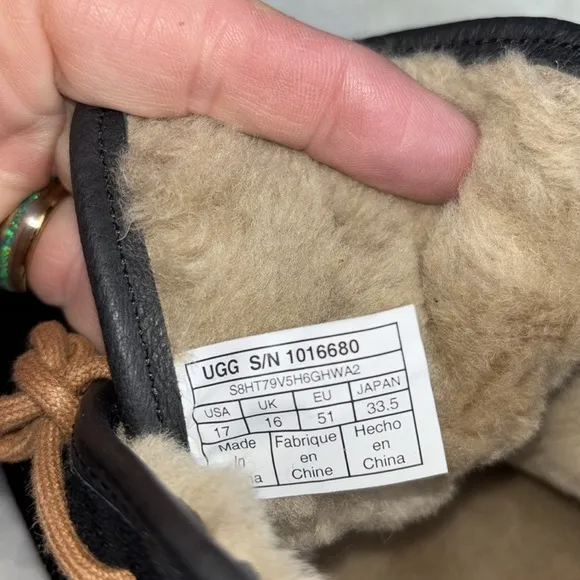 UGG S/N 1016680
S8HT79V5H6GHWA2
USA UK EU JAPAN
17 16 51 33.5
Made Fabrique Hecho
en en
Chine China